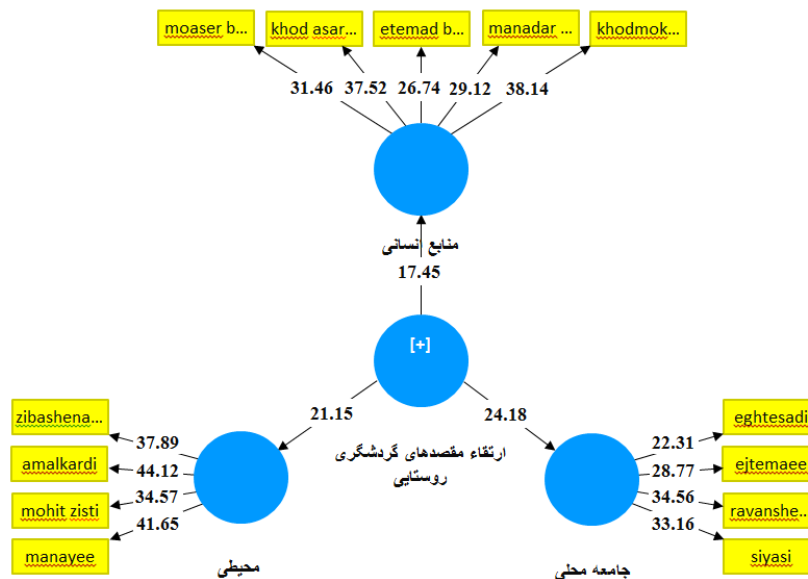 moaser b...
khod asar...
etemad b...
manadar ...
khodmok...
31.46
37.52
26.74
29.12
38.14
منابع انسانی
17.45
[+]
21.15
24.18
ارتقاء مقصدهای گردشگری
روستایی
zibashena...
amalkardi
mohit zisti
manayee
37.89
44.12
34.57
41.65
محیطی
22.31
28.77
34.56
33.16
eghtesadi
ejtemaee
ravanshe...
siyasi
جامعه محلی